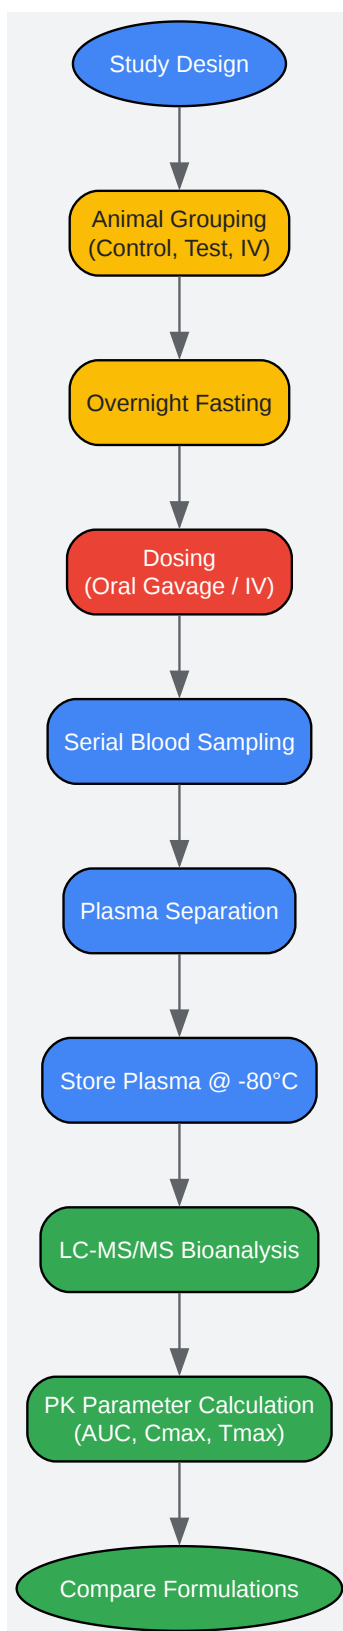 Study Design
Animal Grouping
(Control, Test, IV)
Overnight Fasting
Dosing
(Oral Gavage / IV)
Serial Blood Sampling
Plasma Separation
Store Plasma @ -80°C
LC-MS/MS Bioanalysis
PK Parameter Calculation
(AUC, Cmax, Tmax)
Compare Formulations